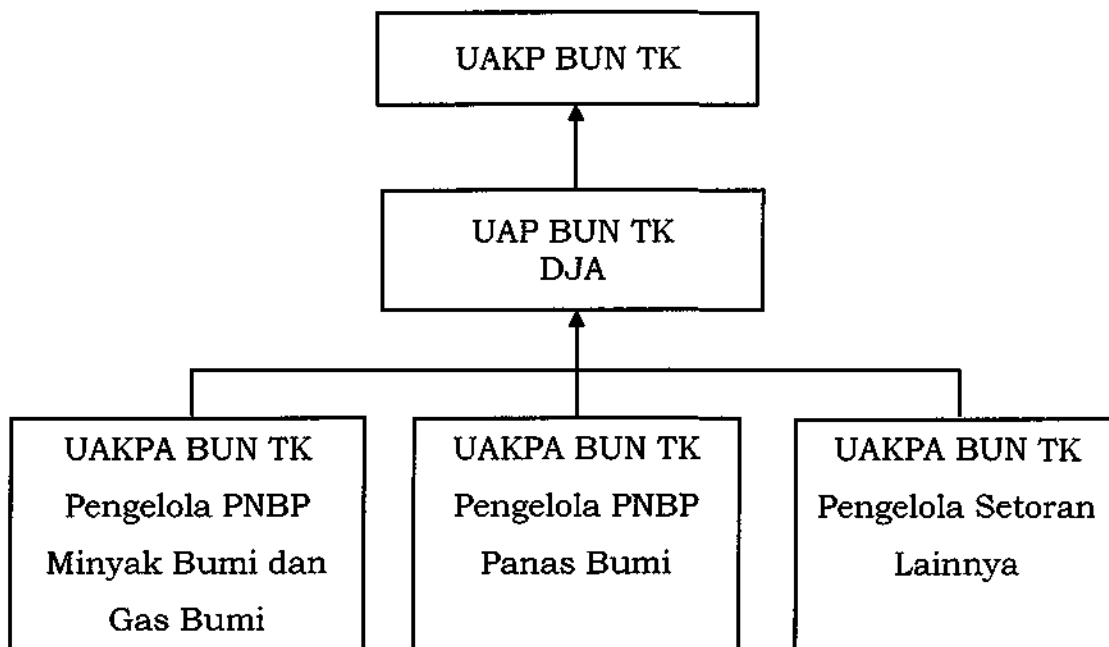 UAKP BUN TK
UAP BUN TK
DJA
UAKPA BUN TK
Pengelola PNBP
Minyak Bumi dan
Gas Bumi
UAKPA BUN TK
Pengelola PNBP
Panas Bumi
UAKPA BUN TK
Pengelola Setoran
Lainnya